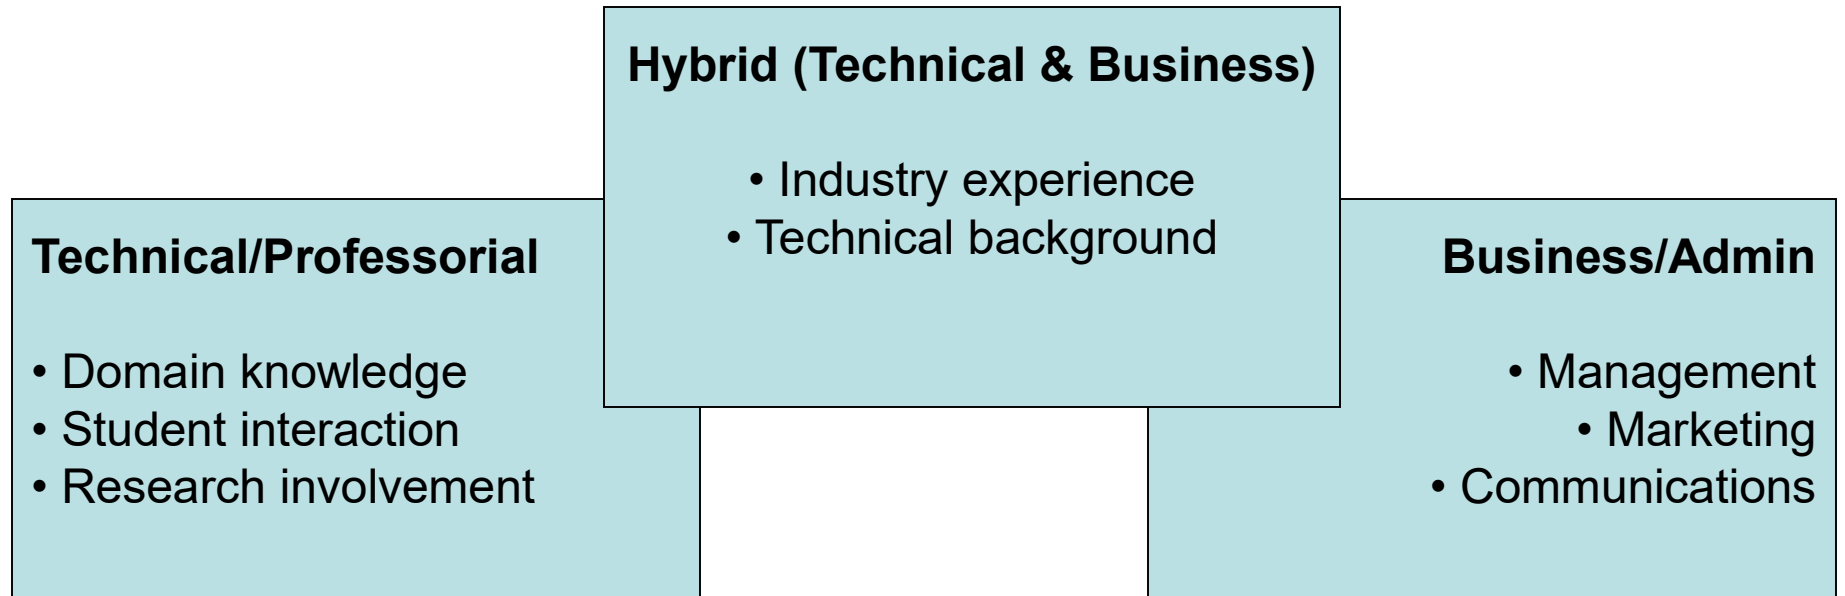 Hybrid (Technical & Business)
• Industry experience
• Technical background
Technical/Professorial
• Domain knowledge
• Student interaction
• Research involvement
Business/Admin
• Management
• Marketing
• Communications